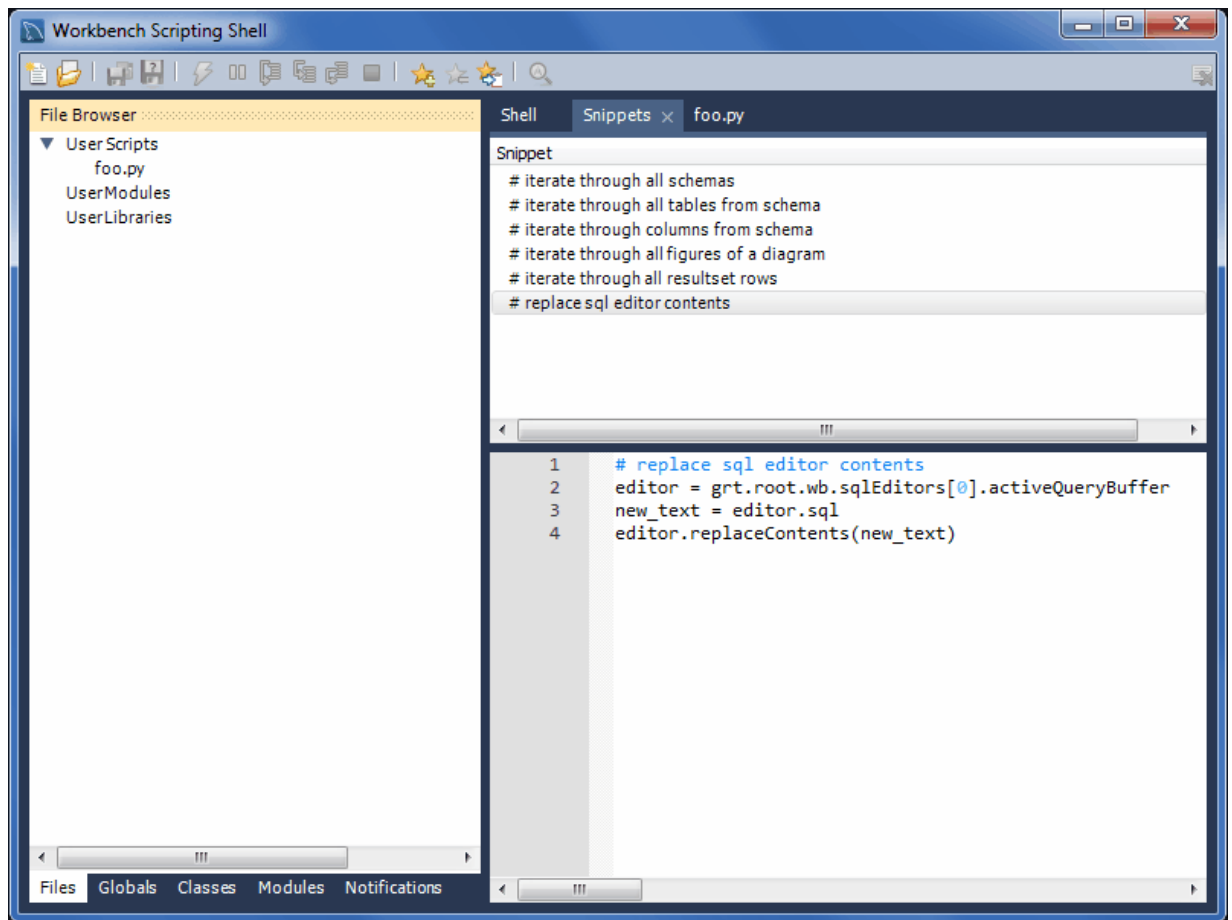 Workbench Scripting Shell
File Browser
User Scripts
foo.py
UserModules
UserLibraries
Files Globals Classes Modules Notifications
Shell Snippets foo.py
Snippet
# iterate through all schemas
# iterate through all tables from schema
# iterate through columns from schema
# iterate through all figures of a diagram
# iterate through all resultset rows
# replace sql editor contents
1 # replace sql editor contents
2 editor = grt.root.wb.sqlEditors[0].activeQueryBuffer
3 new_text = editor.sql
4 editor.replaceContents(new_text)